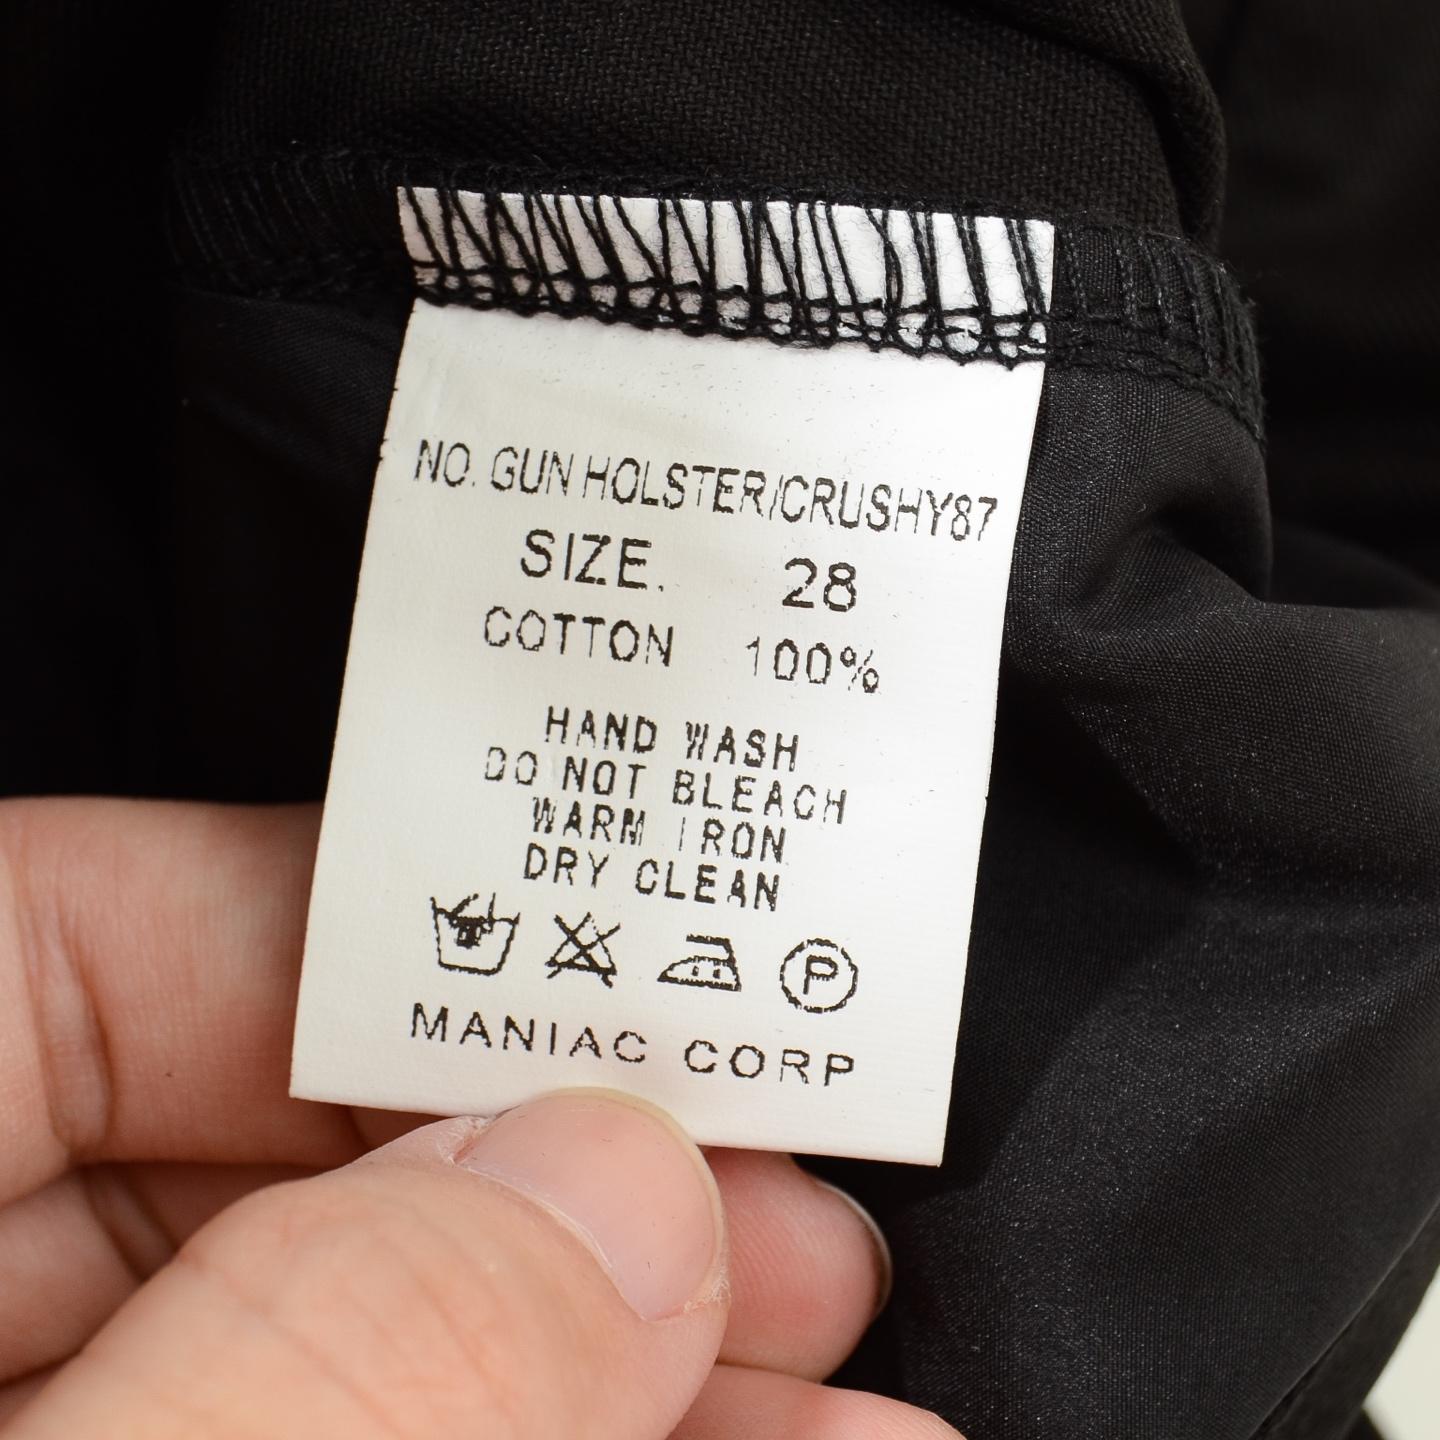 NO. GUN HOLSTER/CRUSHY87
SIZE. 28
COTTON 100%
HAND WASH
DO NOT BLEACH
WARM IRON
DRY CLEAN
P
MANIAC CORP